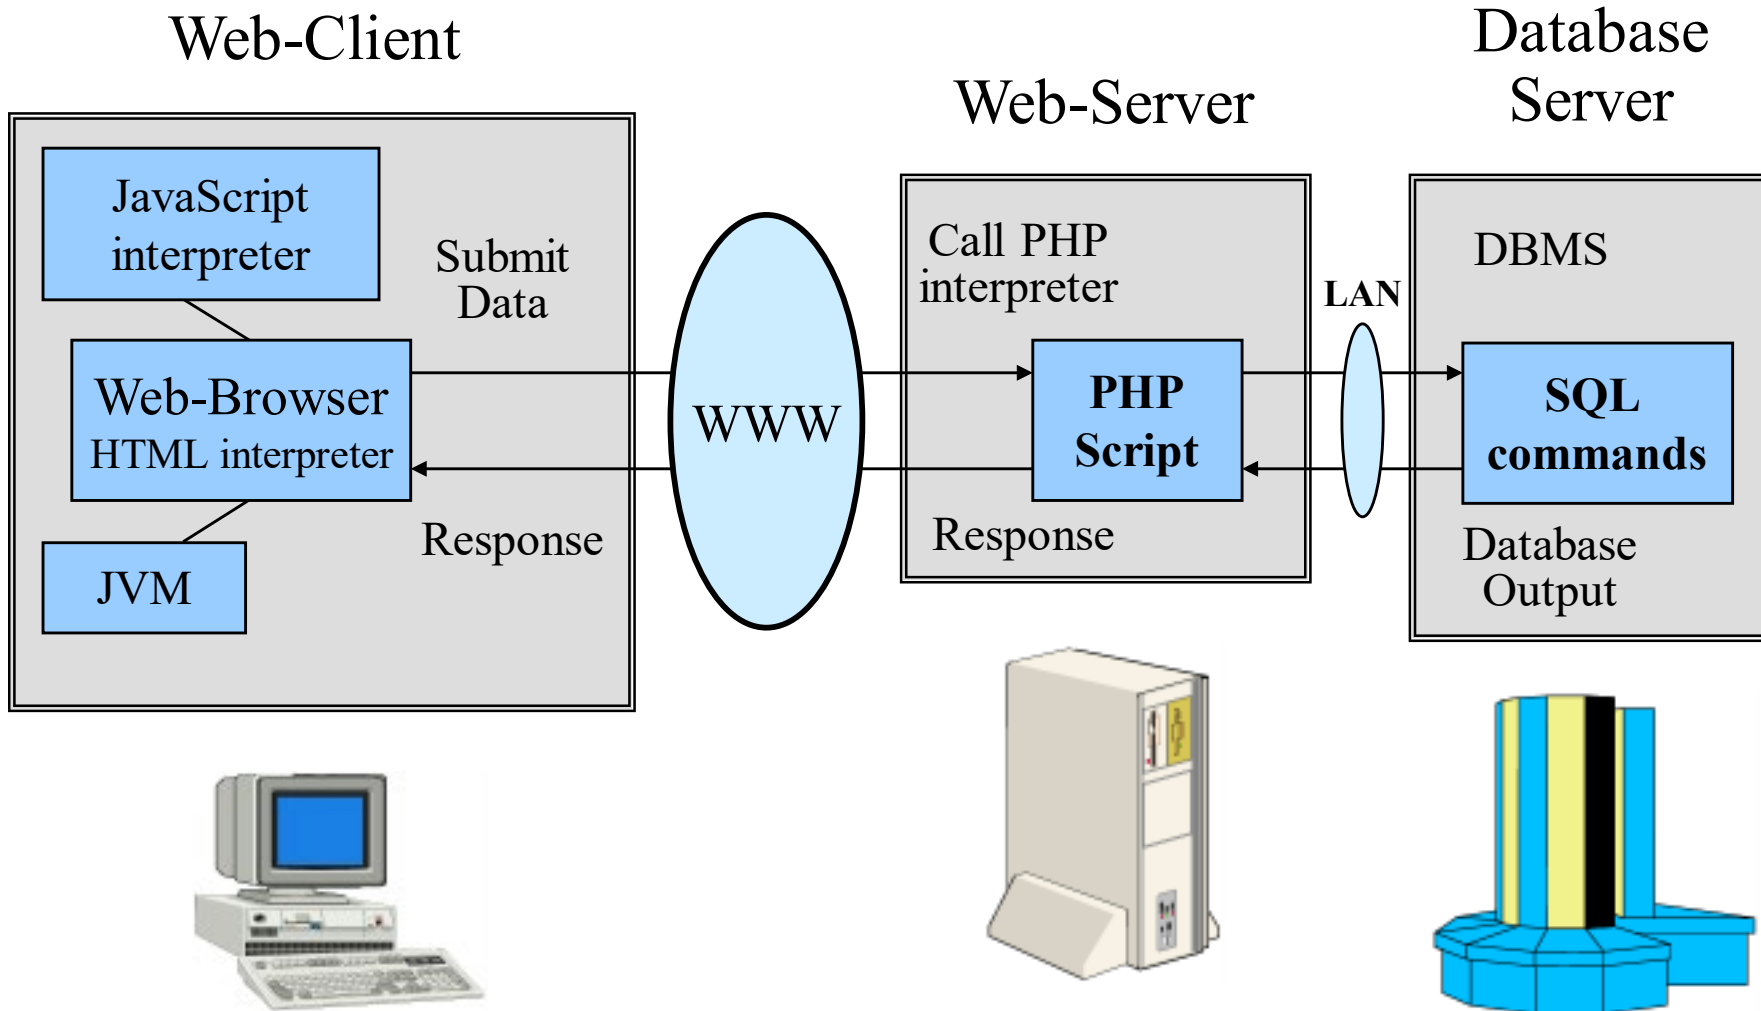 Web-Client
JavaScript
interpreter
Submit
Data
Web-Browser
HTML interpreter
Response
JVM
WWW
Web-Server
Call PHP
interpreter
PHP
Script
Response
LAN
Database
Server
DBMS
SQL
commands
Database
Output